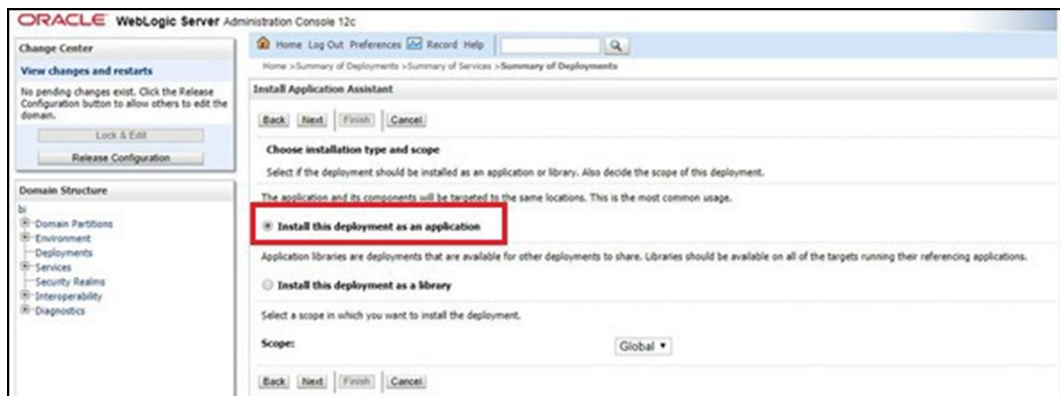 ORACLE WebLogic Server Administration Console 12c
Change Center
View changes and restarts
No pending changes exist. Click the Release
Configuration button to allow others to edit the
domain.
Lock & Edit
Release Configuration
Domain Structure
bi
Domain Partitions
Environment
Deployments
Services
Security Realms
Interoperability
Diagnostics
Home Log Out Preferences Record Help
Home >Summary of Deployments >Summary of Services >Summary of Deployments
Install Application Assistant
Back Next Finish Cancel
Choose installation type and scope
Select if the deployment should be installed as an application or library. Also decide the scope of this deployment.
The application and its components will be targeted to the same locations. This is the most common usage.
Install this deployment as an application
Application libraries are deployments that are available for other deployments to share. Libraries should be available on all of the targets running their referencing applications.
Install this deployment as a library
Select a scope in which you want to install the deployment.
Scope: Global
Back Next Finish Cancel